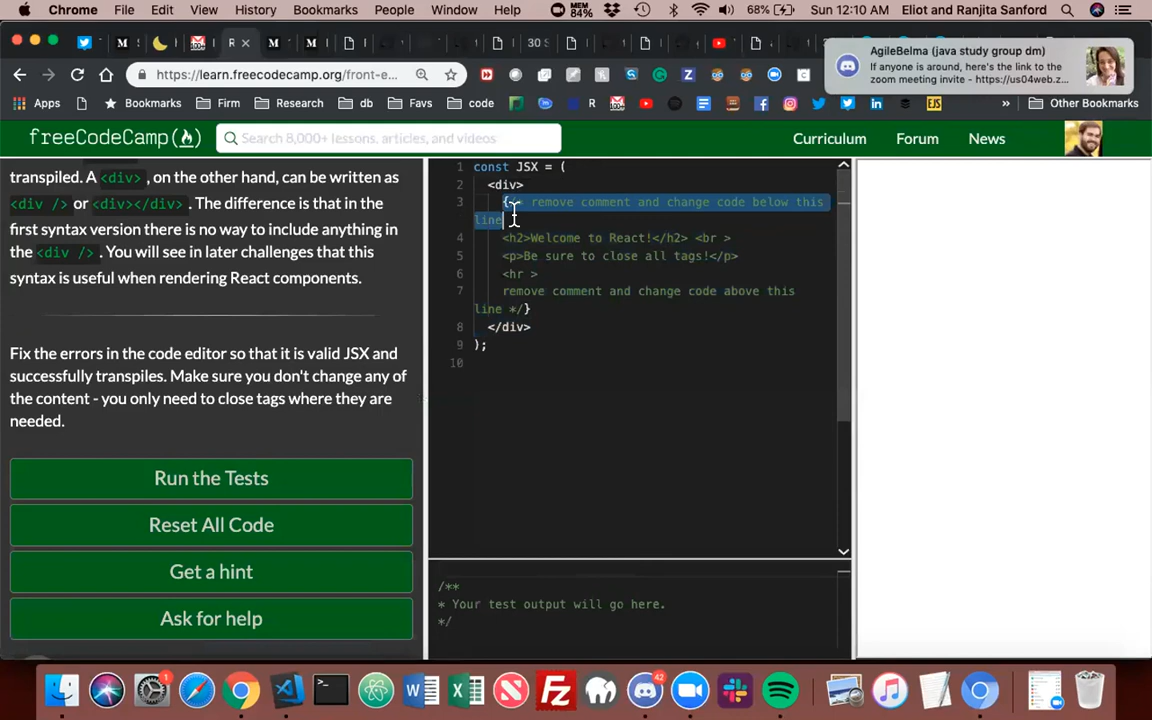 Chrome File Edit View History Bookmarks People Window Help MEM 84% 68% Sun 12:10 AM Eliot and Ranjita Sanford
R 30 S
https://learn.freecodecamp.org/front-e...
AgileBelma (java study group dm)
If anyone is around, here's the link to the
zoom meeting invite - https://us04web.z...
Apps Bookmarks Firm Research db Favs code R 100+ EJS » Other Bookmarks
freeCodeCamp Search 8,000+ lessons, articles, and videos Curriculum Forum News
transpiled. A <div>, on the other hand, can be written as
<div /> or <div></div>. The difference is that in the
first syntax version there is no way to include anything in
the <div />. You will see in later challenges that this
syntax is useful when rendering React components.
Fix the errors in the code editor so that it is valid JSX and
successfully transpiles. Make sure you don't change any of
the content - you only need to close tags where they are
needed.
Run the Tests
Reset All Code
Get a hint
Ask for help
1 const JSX = (
2 <div>
3 { remove comment and change code below this
line
4 <h2>Welcome to React!</h2> <br >
5 <p>Be sure to close all tags!</p>
6 <hr >
7 remove comment and change code above this
line */}
8 </div>
9 );
10
/**
* Your test output will go here.
*/
1
42